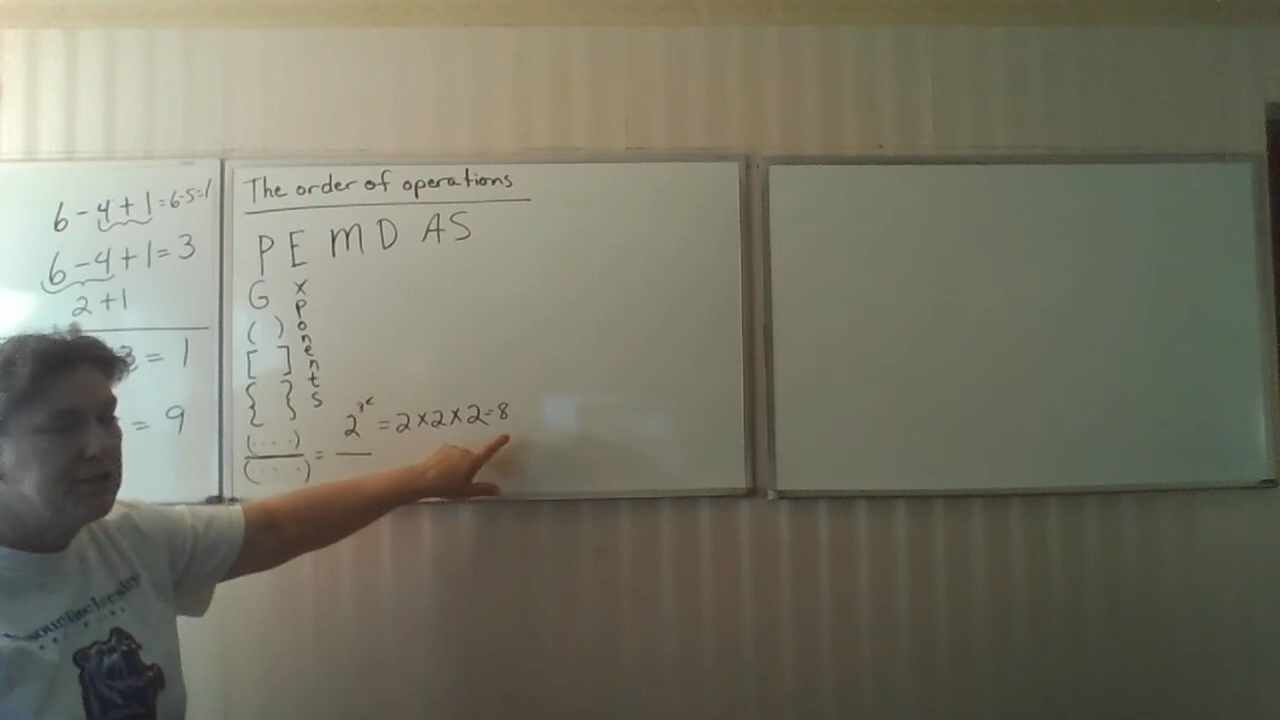 6 - 4 + 1 = 6-5=1
6 - 4 + 1 = 3
2 + 1
= 1
= 9
The order of operations
P E M D A S
G x
p
( ) o
n
[ ] e
n
t
{ } s
2³ = 2 × 2 × 2 = 8
(· · · ·)
(· · · ·) =